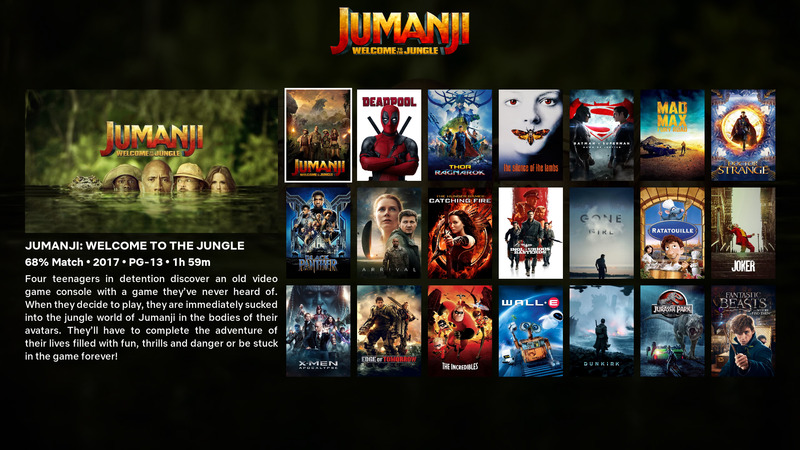 JUMANJI
WELCOME TO THE JUNGLE
JUMANJI
WELCOME TO THE JUNGLE
JUMANJI: WELCOME TO THE JUNGLE
68% Match • 2017 • PG-13 • 1h 59m
Four teenagers in detention discover an old video
game console with a game they've never heard of.
When they decide to play, they are immediately sucked
into the jungle world of Jumanji in the bodies of their
avatars. They'll have to complete the adventure of
their lives filled with fun, thrills and danger or be stuck
in the game forever!
JUMANJI
DEADPOOL
THOR
RAGNAROK
the silence of the lambs
BATMAN v SUPERMAN
MAD
MAX
DOCTOR
STRANGE
BLACK
PANTHER
ARRIVAL
THE HUNGER GAMES
CATCHING FIRE
INGLOURIOUS
BASTERDS
GONE
GIRL
RATATOUILLE
JOKER
X-MEN
APOCALYPSE
EDGE OF TOMORROW
THE INCREDIBLES
WALL•E
DUNKIRK
JURASSIC PARK
FANTASTIC
BEASTS